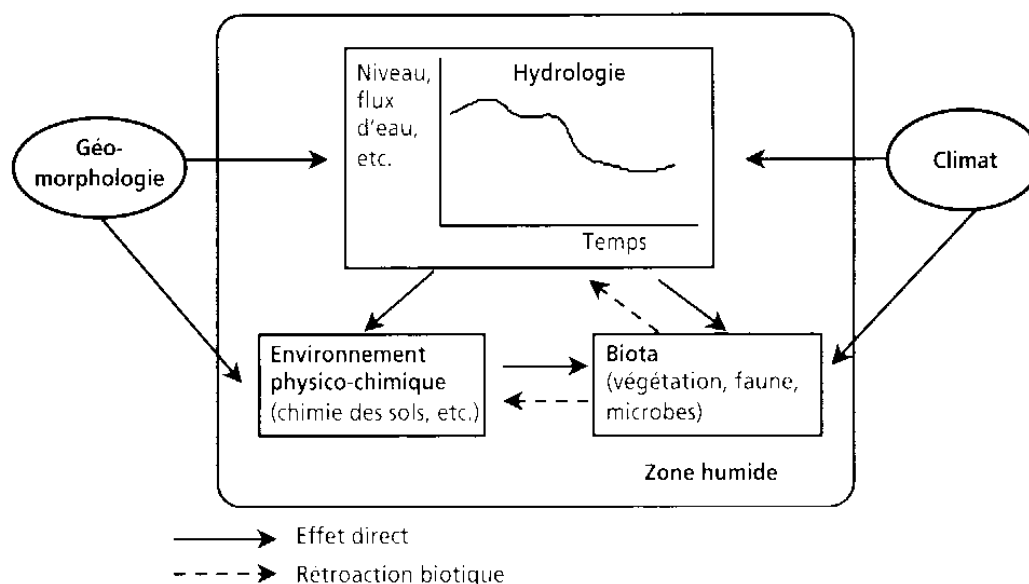 Niveau,
flux
d'eau,
etc.
Hydrologie
Temps
Géo-
morphologie
Climat
Environnement
physico-chimique
(chimie des sols, etc.)
Biota
(végétation, faune,
microbes)
Zone humide
Effet direct
Rétroaction biotique